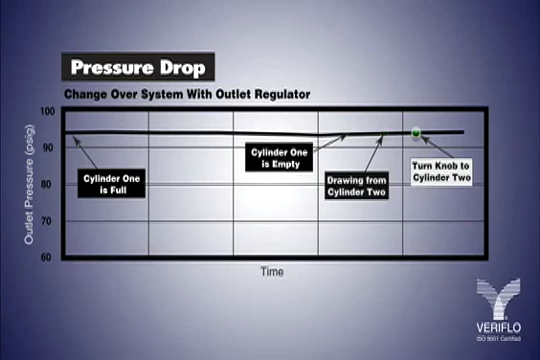 Pressure Drop
Change Over System With Outlet Regulator
Outlet Pressure (psig)
100
90
80
70
60
Cylinder One
is Full
Cylinder One
is Empty
Drawing from
Cylinder Two
Turn Knob to
Cylinder Two
Time
VERIFLO
ISO 9001 Certified